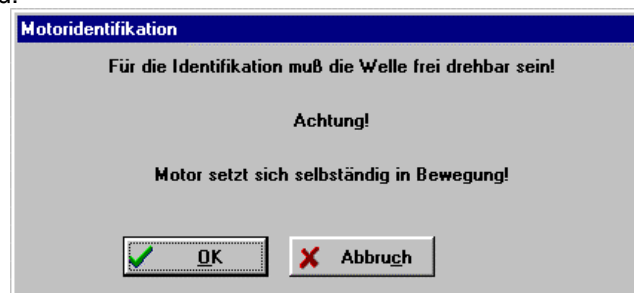 Motoridentifikation
Für die Identifikation muß die Welle frei drehbar sein!
Achtung!
Motor setzt sich selbständig in Bewegung!
OK
Abbruch